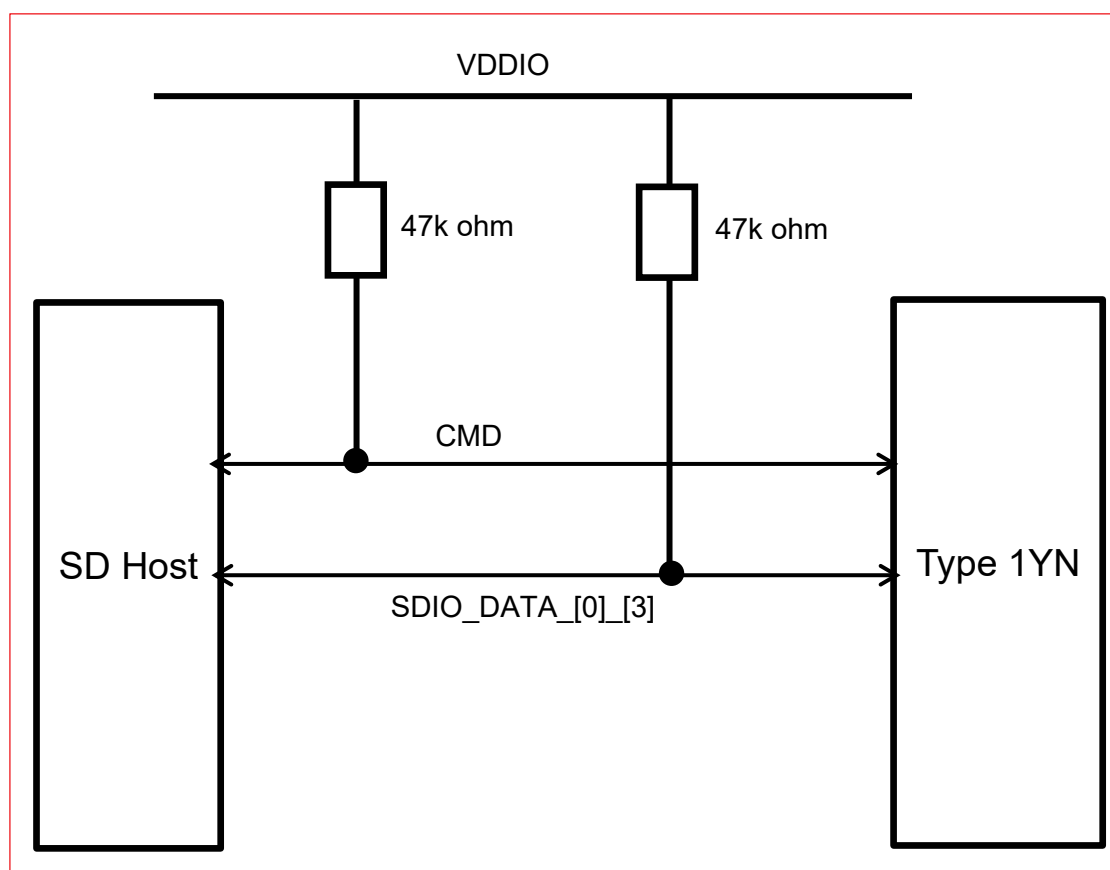 VDDIO
47k ohm
47k ohm
CMD
SD Host
Type 1YN
SDIO_DATA_[0]_[3]